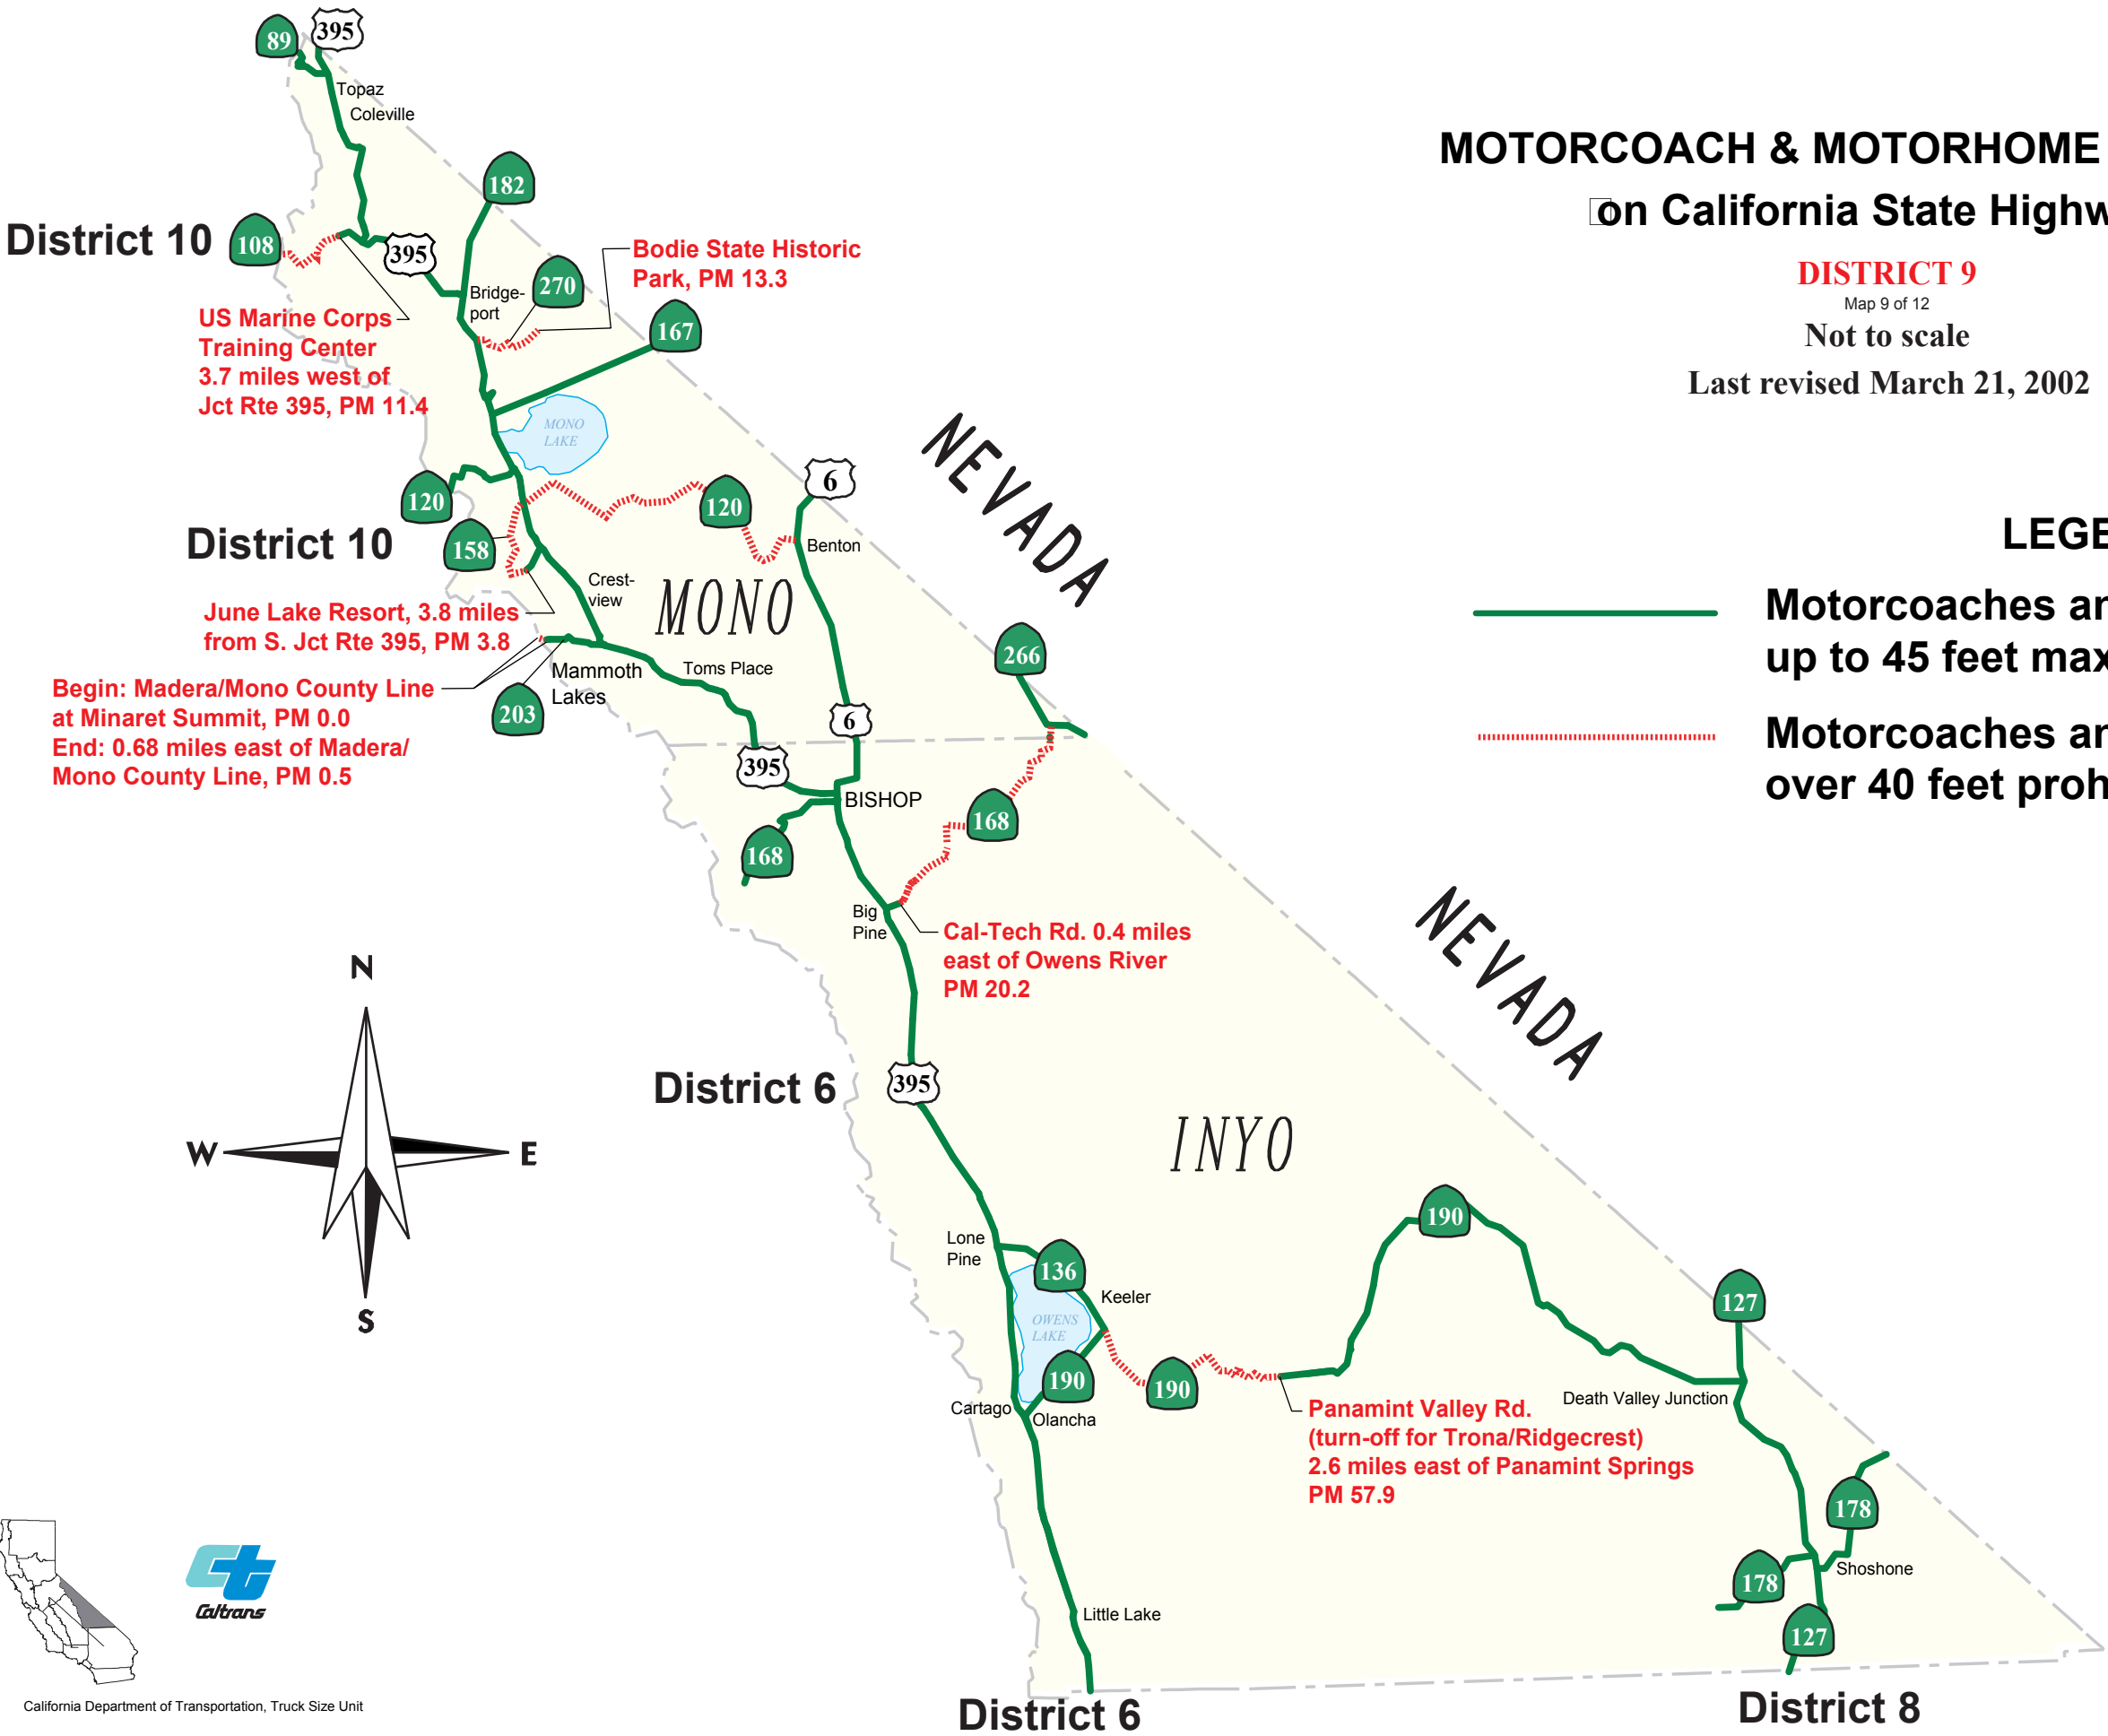 MOTORCOACH & MOTORHOME
on California State Highw
DISTRICT 9
Map 9 of 12
Not to scale
Last revised March 21, 2002
LEGE
Motorcoaches an
up to 45 feet max
Motorcoaches an
over 40 feet proh
89
395
Topaz
Coleville
182
District 10
108
395
Bodie State Historic
Park, PM 13.3
270
Bridge-
port
167
US Marine Corps
Training Center
3.7 miles west of
Jct Rte 395, PM 11.4
MONO
LAKE
NEVADA
6
120
120
158
District 10
Benton
Crest-
view
MONO
June Lake Resort, 3.8 miles
from S. Jct Rte 395, PM 3.8
266
Mammoth
Lakes
Toms Place
Begin: Madera/Mono County Line
at Minaret Summit, PM 0.0
End: 0.68 miles east of Madera/
Mono County Line, PM 0.5
203
6
395
BISHOP
168
168
Big
Pine
Cal-Tech Rd. 0.4 miles
east of Owens River
PM 20.2
NEVADA
N
W
E
S
District 6
395
INYO
190
Lone
Pine
136
Keeler
OWENS
LAKE
127
190
190
Cartago
Olancha
Death Valley Junction
Panamint Valley Rd.
(turn-off for Trona/Ridgecrest)
2.6 miles east of Panamint Springs
PM 57.9
178
Shoshone
178
127
Little Lake
Caltrans
California Department of Transportation, Truck Size Unit
District 6
District 8